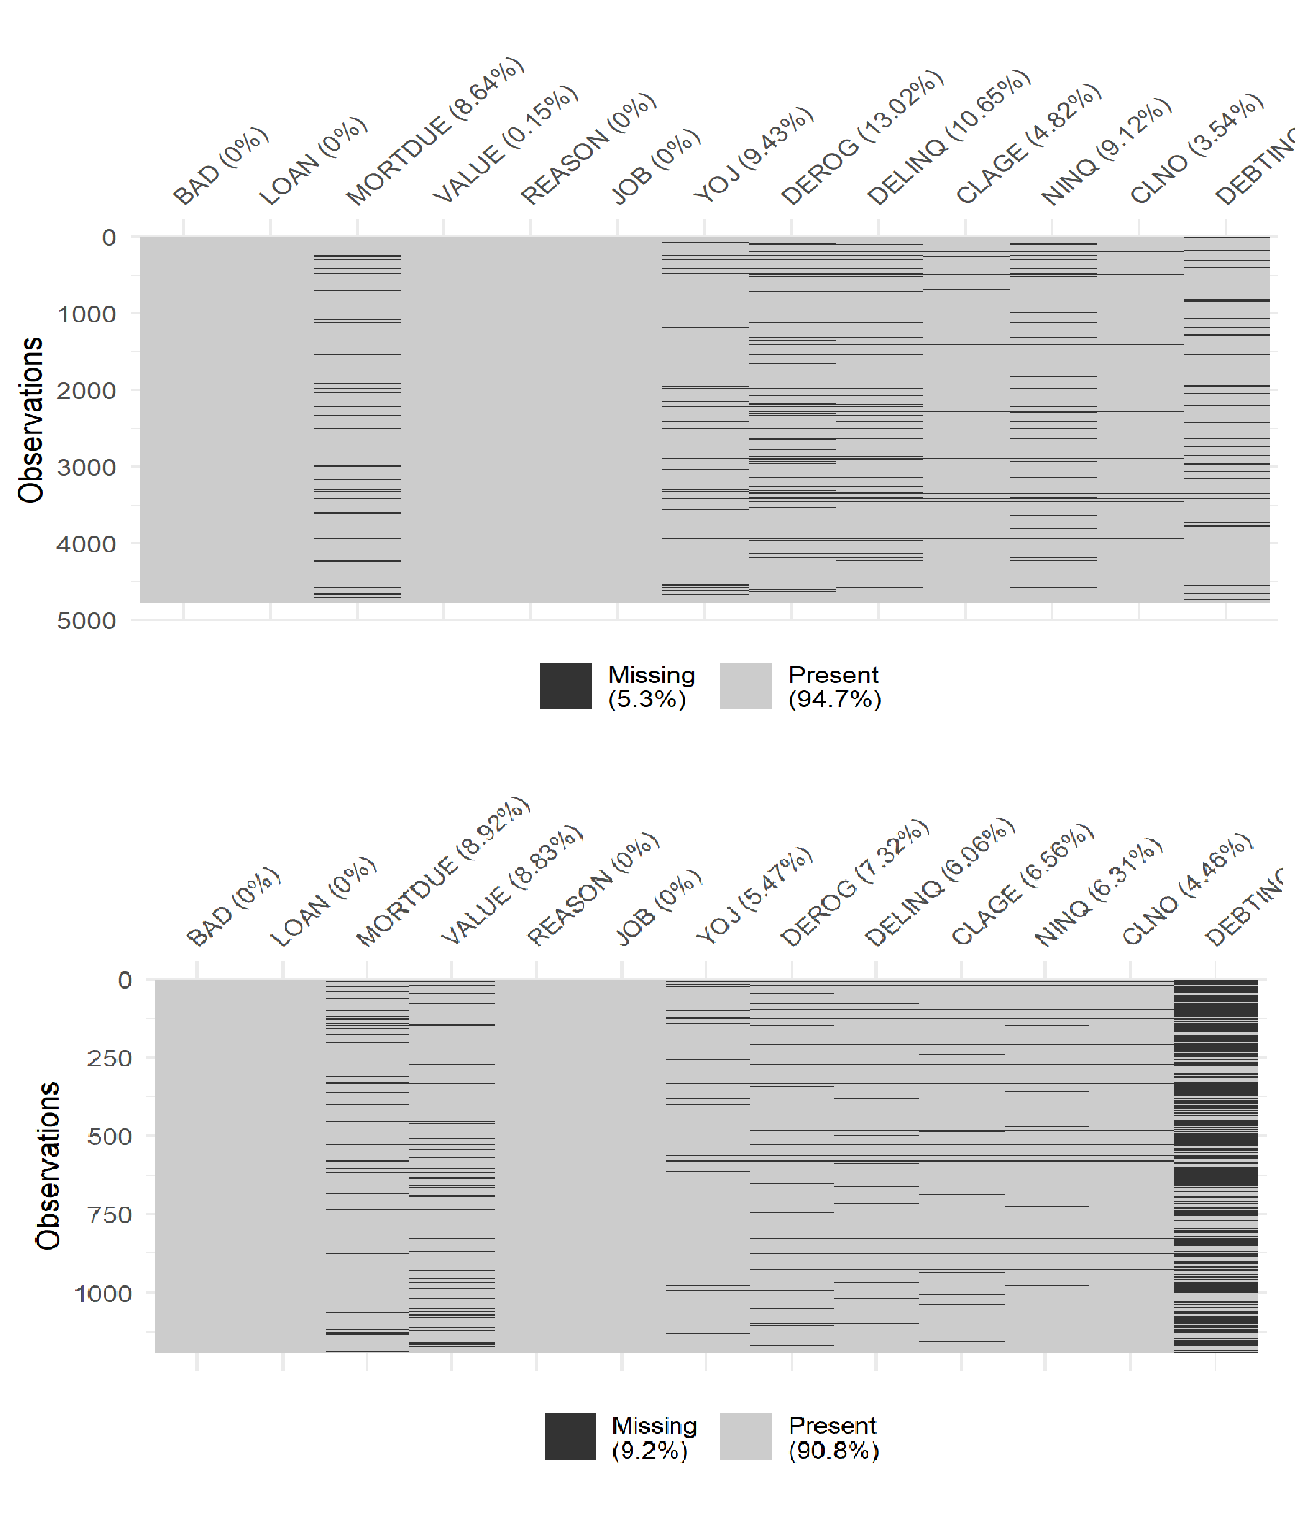 BAD (0%)
LOAN (0%)
MORTDUE (8.64%)
VALUE (0.15%)
REASON (0%)
JOB (0%)
YOJ (9.43%)
DEROG (13.02%)
DELINQ (10.65%)
CLAGE (4.82%)
NINQ (9.12%)
CLNO (3.54%)
DEBTINC
0
1000
2000
3000
4000
5000
Observations
Missing
(5.3%)
Present
(94.7%)
BAD (0%)
LOAN (0%)
MORTDUE (8.92%)
VALUE (8.83%)
REASON (0%)
JOB (0%)
YOJ (5.47%)
DEROG (7.32%)
DELINQ (6.06%)
CLAGE (6.56%)
NINQ (6.31%)
CLNO (4.46%)
DEBTINC
0
250
500
750
1000
Observations
Missing
(9.2%)
Present
(90.8%)